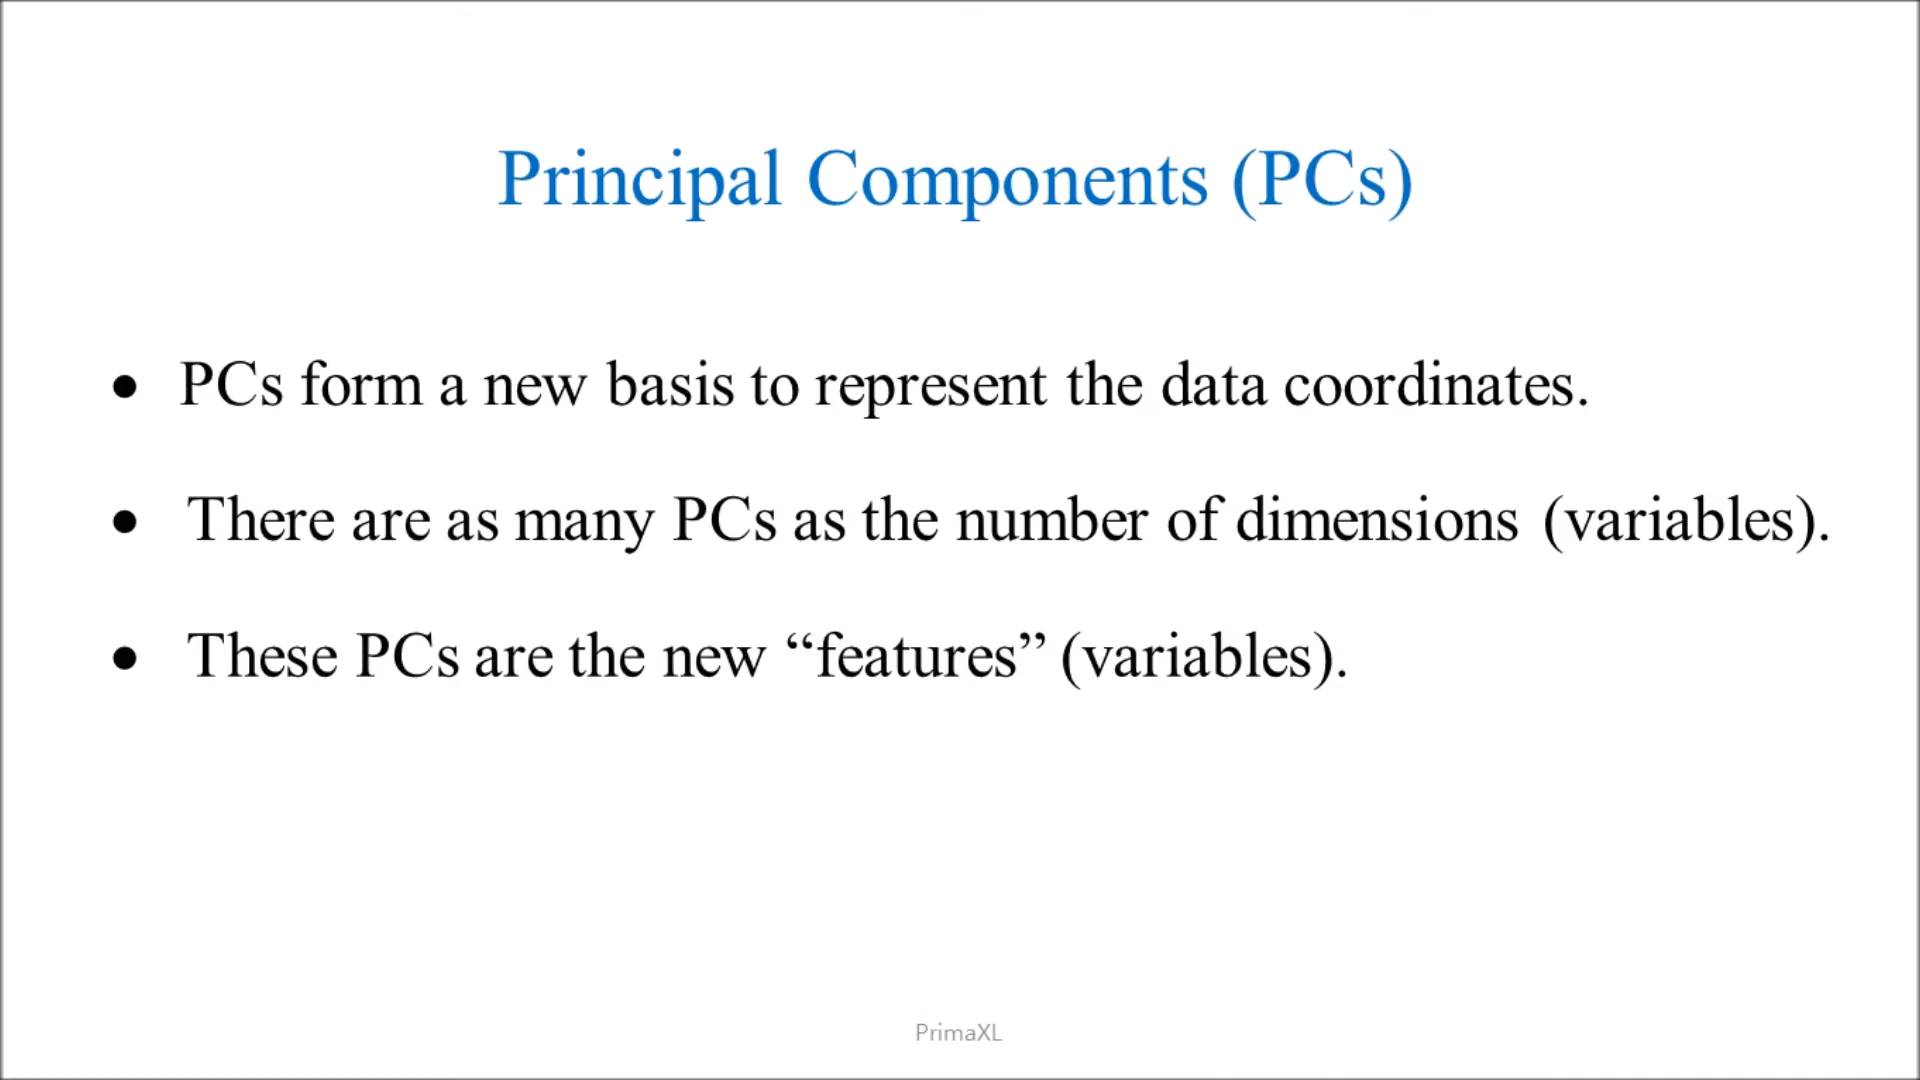 Principal Components (PCs)
• PCs form a new basis to represent the data coordinates.
• There are as many PCs as the number of dimensions (variables).
• These PCs are the new “features” (variables).
PrimaXL